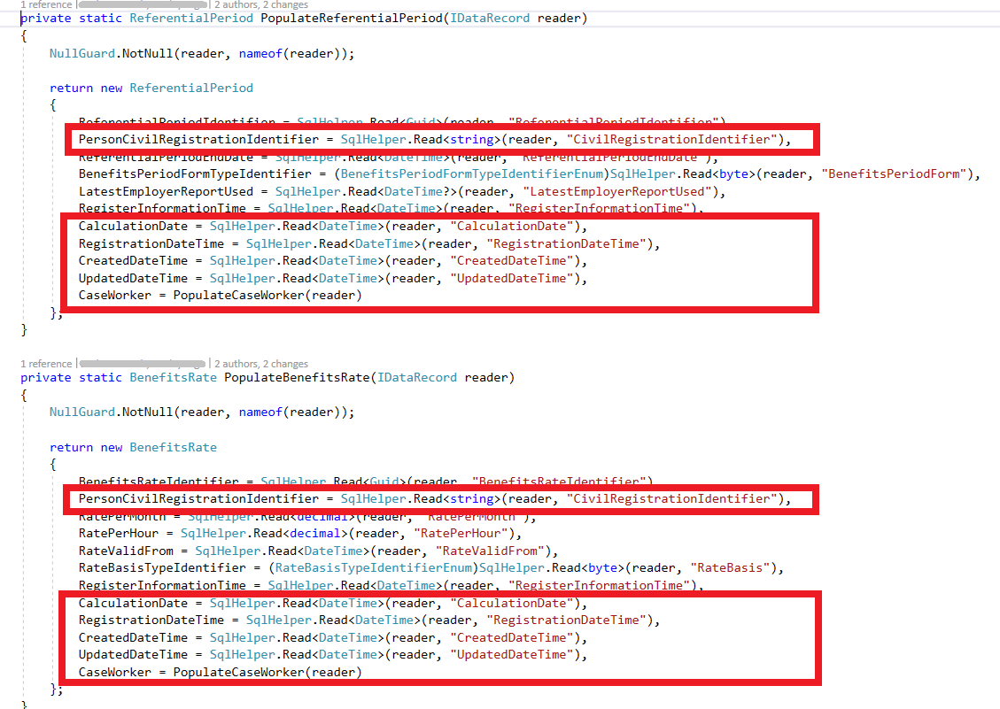 1 reference | | 2 authors, 2 changes
private static ReferentialPeriod PopulateReferentialPeriod(IDataRecord reader)
{
NullGuard.NotNull(reader, nameof(reader));
return new ReferentialPeriod
{
ReferentialPeriodIdentifier = SqlHelper.Read<Guid>(reader, "ReferentialPeriodIdentifier"),
PersonCivilRegistrationIdentifier = SqlHelper.Read<string>(reader, "CivilRegistrationIdentifier"),
ReferentialPeriodEndDate = SqlHelper.Read<DateTime>(reader, "ReferentialPeriodEndDate"),
BenefitsPeriodFormTypeIdentifier = (BenefitsPeriodFormTypeIdentifierEnum)SqlHelper.Read<byte>(reader, "BenefitsPeriodForm"),
LatestEmployerReportUsed = SqlHelper.Read<DateTime?>(reader, "LatestEmployerReportUsed"),
RegisterInformationTime = SqlHelper.Read<DateTime>(reader, "RegisterInformationTime"),
CalculationDate = SqlHelper.Read<DateTime>(reader, "CalculationDate"),
RegistrationDateTime = SqlHelper.Read<DateTime>(reader, "RegistrationDateTime"),
CreatedDateTime = SqlHelper.Read<DateTime>(reader, "CreatedDateTime"),
UpdatedDateTime = SqlHelper.Read<DateTime>(reader, "UpdatedDateTime"),
CaseWorker = PopulateCaseWorker(reader)
};
}
1 reference | | 2 authors, 2 changes
private static BenefitsRate PopulateBenefitsRate(IDataRecord reader)
{
NullGuard.NotNull(reader, nameof(reader));
return new BenefitsRate
{
BenefitsRateIdentifier = SqlHelper.Read<Guid>(reader, "BenefitsRateIdentifier"),
PersonCivilRegistrationIdentifier = SqlHelper.Read<string>(reader, "CivilRegistrationIdentifier"),
RatePerMonth = SqlHelper.Read<decimal>(reader, "RatePerMonth"),
RatePerHour = SqlHelper.Read<decimal>(reader, "RatePerHour"),
RateValidFrom = SqlHelper.Read<DateTime>(reader, "RateValidFrom"),
RateBasisTypeIdentifier = (RateBasisTypeIdentifierEnum)SqlHelper.Read<byte>(reader, "RateBasis"),
RegisterInformationTime = SqlHelper.Read<DateTime>(reader, "RegisterInformationTime"),
CalculationDate = SqlHelper.Read<DateTime>(reader, "CalculationDate"),
RegistrationDateTime = SqlHelper.Read<DateTime>(reader, "RegistrationDateTime"),
CreatedDateTime = SqlHelper.Read<DateTime>(reader, "CreatedDateTime"),
UpdatedDateTime = SqlHelper.Read<DateTime>(reader, "UpdatedDateTime"),
CaseWorker = PopulateCaseWorker(reader)
};
}